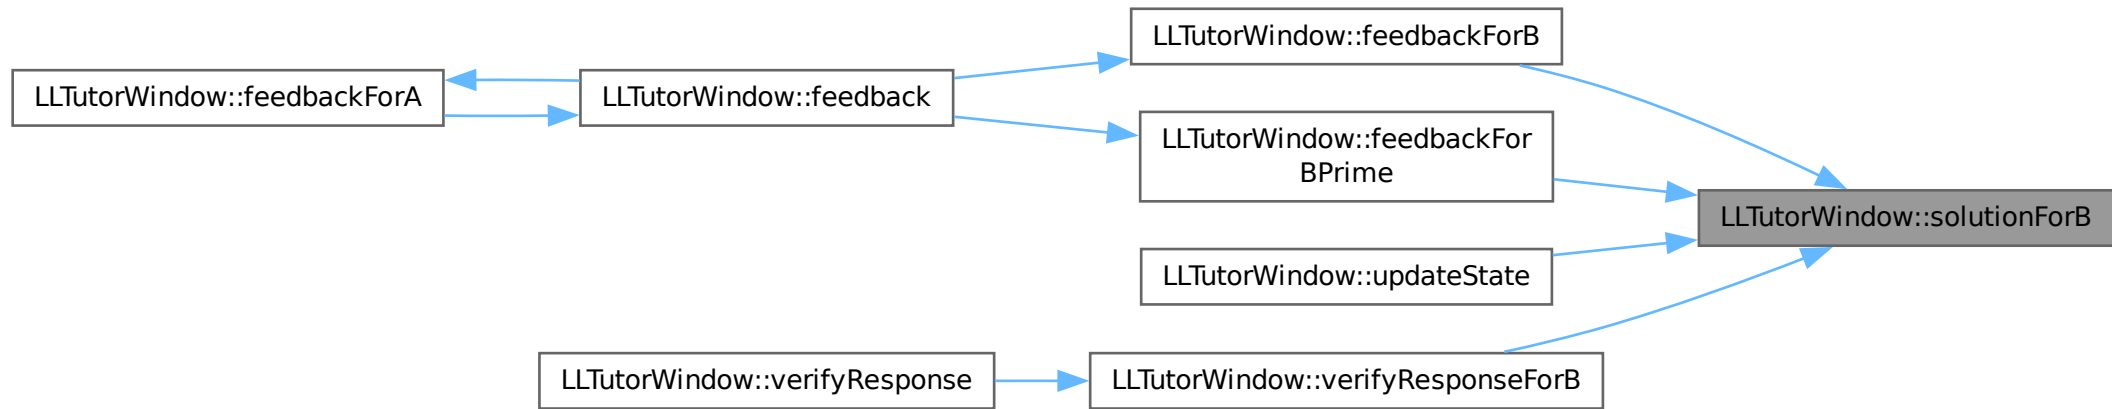 LLTutorWindow::feedbackForB
LLTutorWindow::feedbackForA
LLTutorWindow::feedback
LLTutorWindow::feedbackFor
BPrime
LLTutorWindow::solutionForB
LLTutorWindow::updateState
LLTutorWindow::verifyResponse
LLTutorWindow::verifyResponseForB